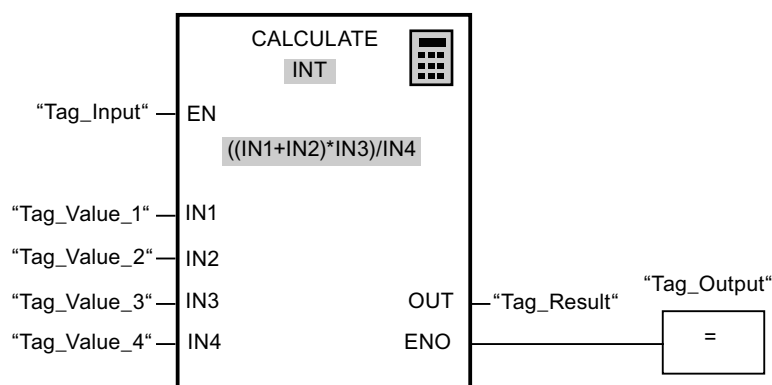 CALCULATE
INT
“Tag_Input“ EN
((IN1+IN2)*IN3)/IN4
“Tag_Value_1“ IN1
“Tag_Value_2“ IN2
“Tag_Output“
“Tag_Value_3“ IN3 OUT “Tag_Result“
“Tag_Value_4“ IN4 ENO =